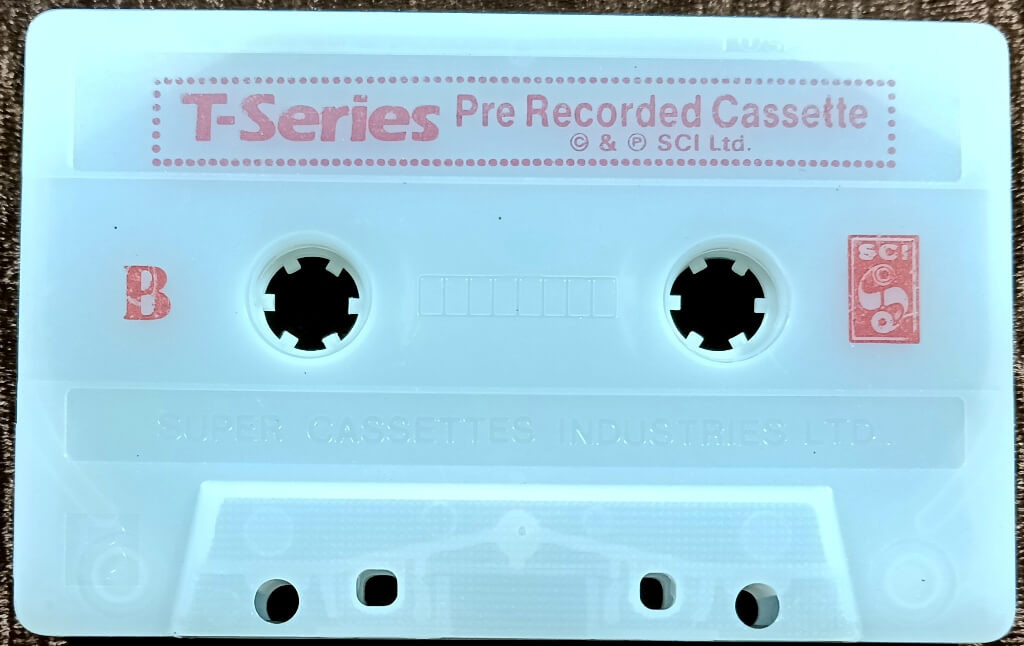 T-Series Pre Recorded Cassette
© & ℗ SCI Ltd.
B
SCI
SUPER CASSETTES INDUSTRIES LTD.